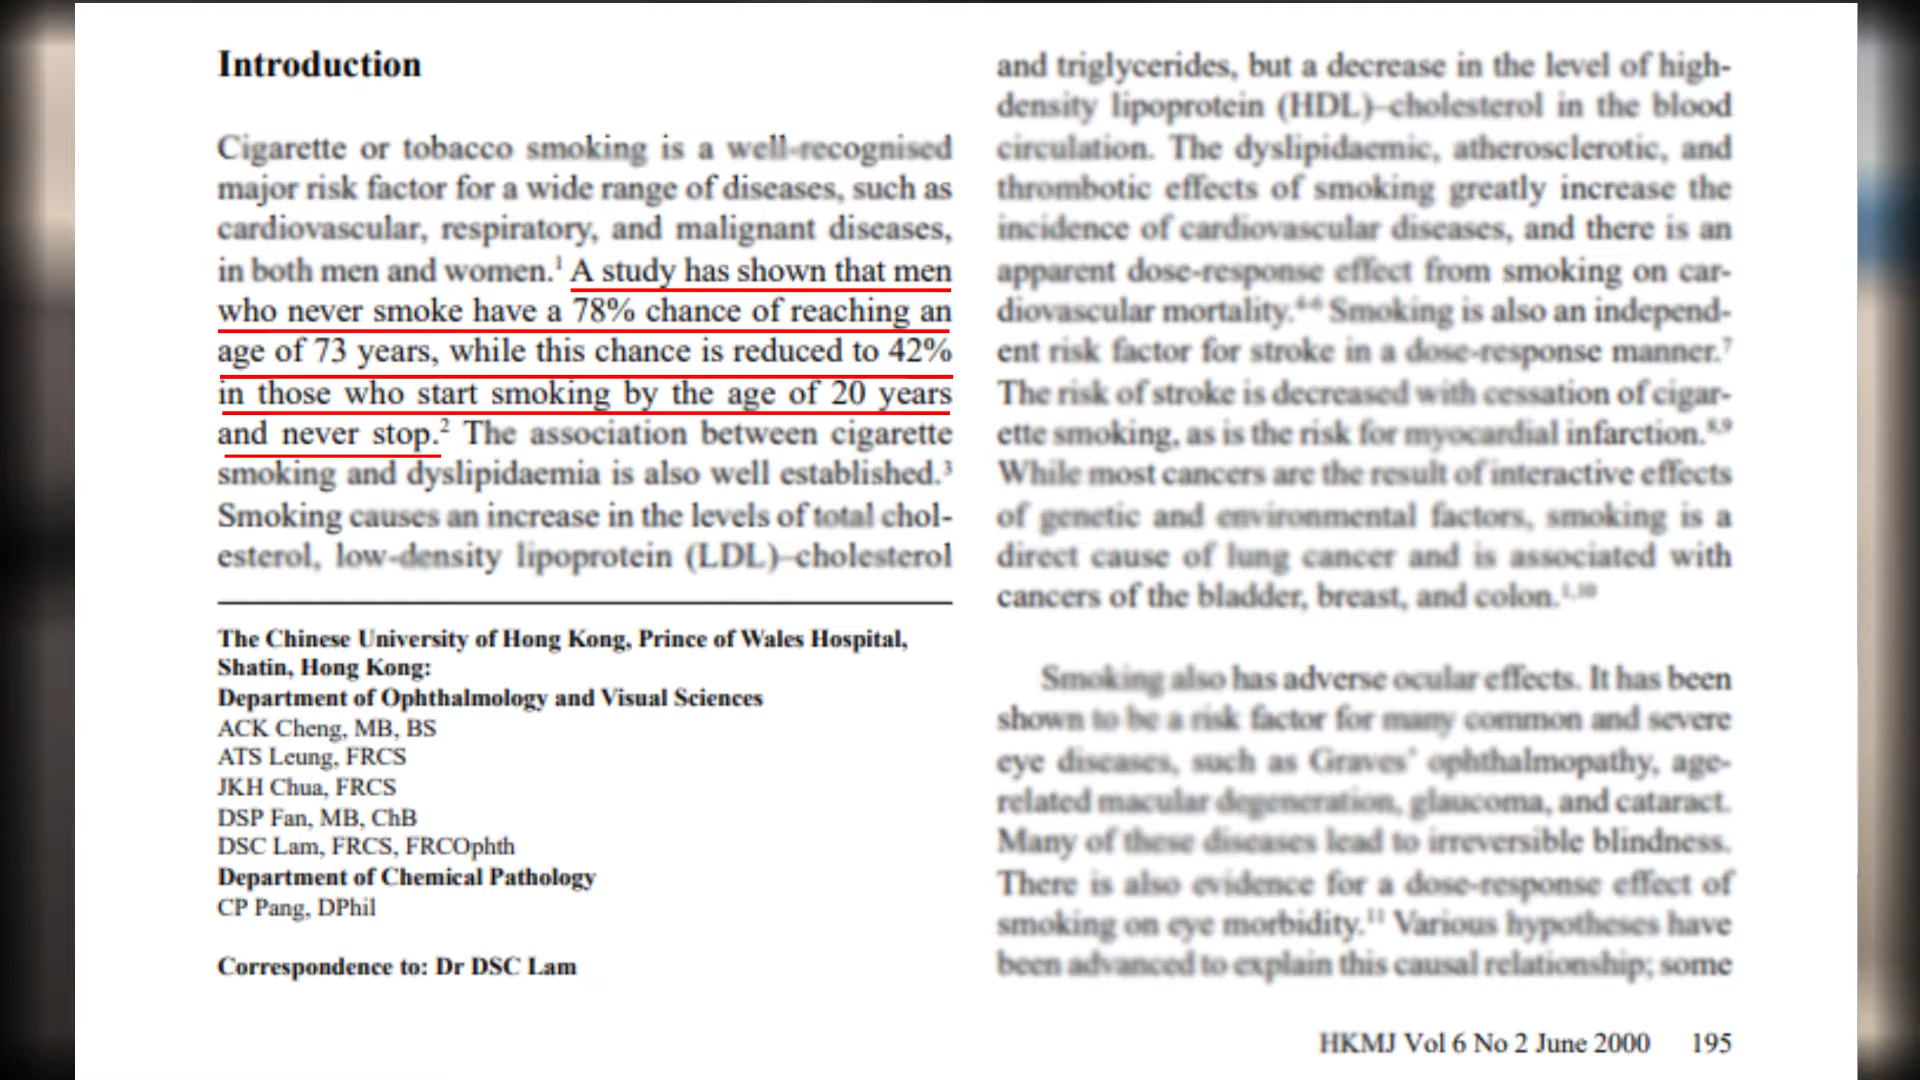 Introduction
Cigarette or tobacco smoking is a well-recognised
major risk factor for a wide range of diseases, such as
cardiovascular, respiratory, and malignant diseases,
in both men and women.¹ A study has shown that men
who never smoke have a 78% chance of reaching an
age of 73 years, while this chance is reduced to 42%
in those who start smoking by the age of 20 years
and never stop.² The association between cigarette
smoking and dyslipidaemia is also well established.³
Smoking causes an increase in the levels of total chol-
esterol, low-density lipoprotein (LDL)–cholesterol
The Chinese University of Hong Kong, Prince of Wales Hospital,
Shatin, Hong Kong:
Department of Ophthalmology and Visual Sciences
ACK Cheng, MB, BS
ATS Leung, FRCS
JKH Chua, FRCS
DSP Fan, MB, ChB
DSC Lam, FRCS, FRCOphth
Department of Chemical Pathology
CP Pang, DPhil
Correspondence to: Dr DSC Lam
and triglycerides, but a decrease in the level of high-
density lipoprotein (HDL)–cholesterol in the blood
circulation. The dyslipidaemic, atherosclerotic, and
thrombotic effects of smoking greatly increase the
incidence of cardiovascular diseases, and there is an
apparent dose-response effect from smoking on car-
diovascular mortality.⁴⁻⁶ Smoking is also an independ-
ent risk factor for stroke in a dose-response manner.⁷
The risk of stroke is decreased with cessation of cigar-
ette smoking, as is the risk for myocardial infarction.⁸,⁹
While most cancers are the result of interactive effects
of genetic and environmental factors, smoking is a
direct cause of lung cancer and is associated with
cancers of the bladder, breast, and colon.¹,¹⁰
Smoking also has adverse ocular effects. It has been
shown to be a risk factor for many common and severe
eye diseases, such as Graves' ophthalmopathy, age-
related macular degeneration, glaucoma, and cataract.
Many of these diseases lead to irreversible blindness.
There is also evidence for a dose-response effect of
smoking on eye morbidity.¹¹ Various hypotheses have
been advanced to explain this causal relationship; some
HKMJ Vol 6 No 2 June 2000 195